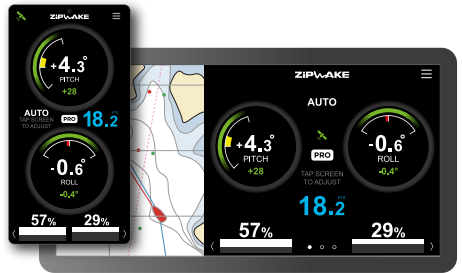 ZIPWAKE
+4.3°
PITCH
+28
AUTO
TAP SCREEN
TO ADJUST
PRO
18.2
KTS
-0.6°
ROLL
-0.4°
57%
29%
ZIPWAKE
AUTO
+4.3°
PITCH
+28
PRO
TAP SCREEN
TO ADJUST
18.2
KTS
-0.6°
ROLL
-0.4°
57%
29%